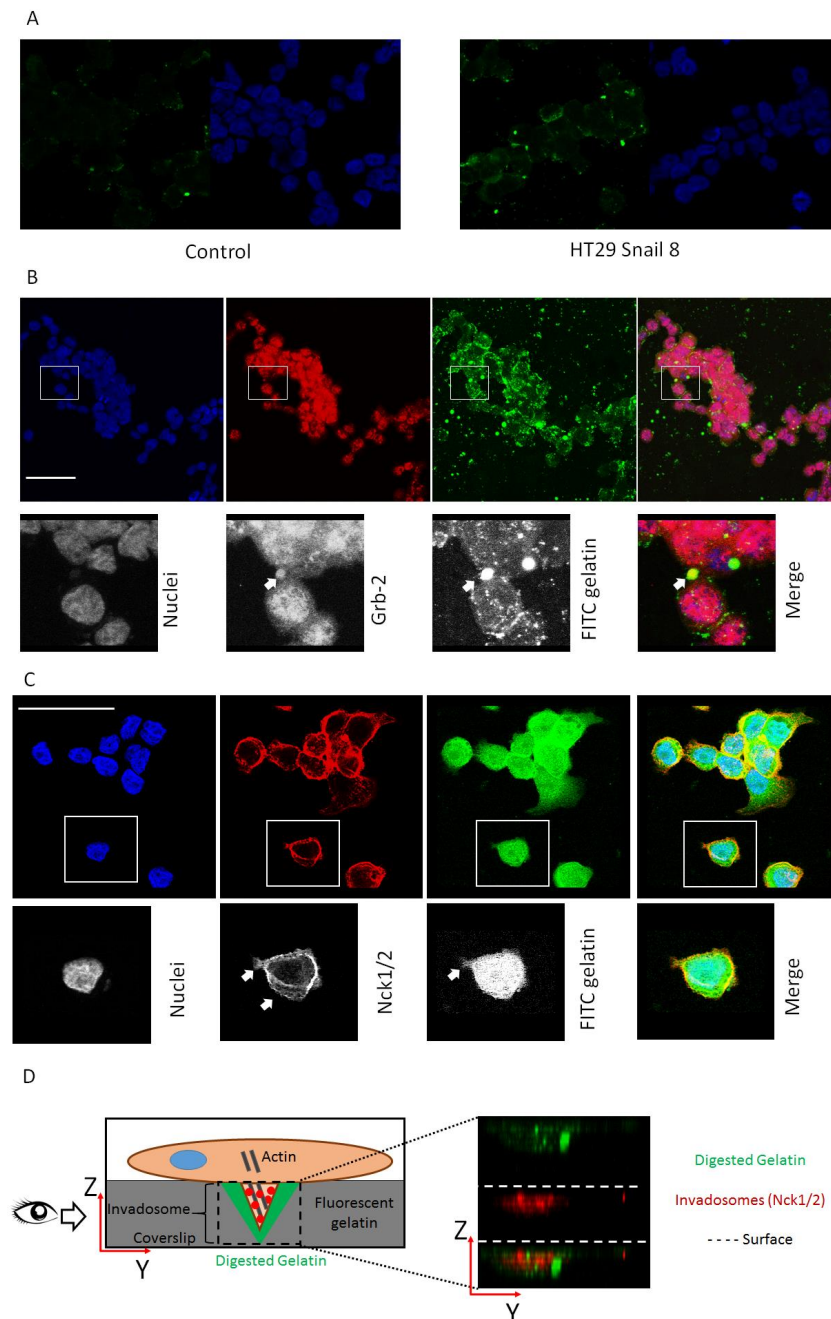 A
Control
HT29 Snail 8
B
Nuclei
Grb-2
FITC gelatin
Merge
C
Nuclei
Nck1/2
FITC gelatin
Merge
D
Actin
Z
Invadosome
Coverslip
Fluorescent
gelatin
Y
Digested Gelatin
Digested Gelatin
Invadosomes (Nck1/2)
---- Surface
Z
Y